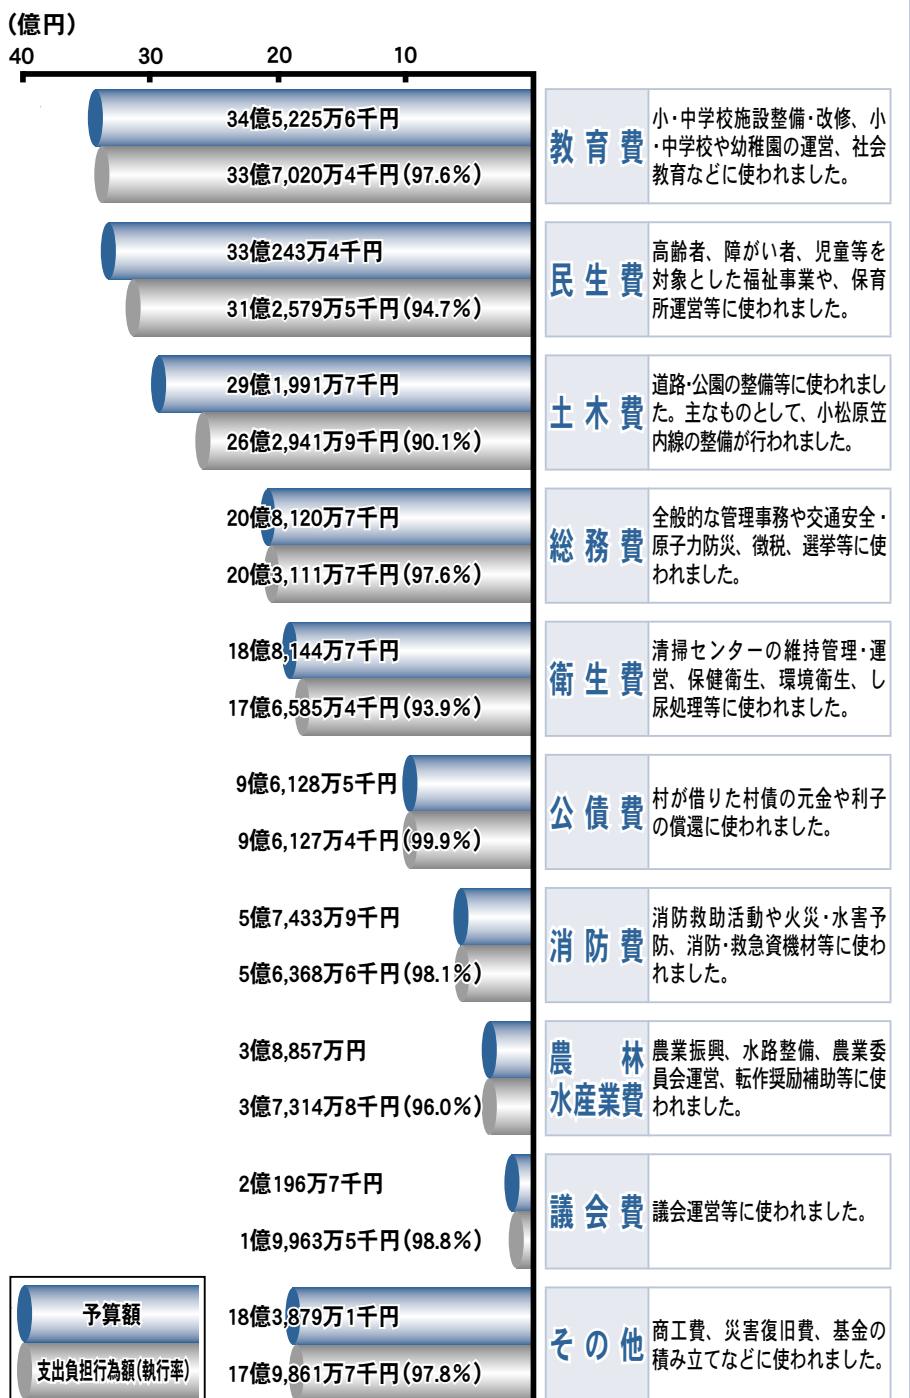 (億円)
40 30 20 10
34億5,225万6千円
33億7,020万4千円(97.6%)
教育費
小・中学校施設整備・改修、小
・中学校や幼稚園の運営、社会
教育などに使われました。
33億243万4千円
31億2,579万5千円(94.7%)
民生費
高齢者、障がい者、児童等を
対象とした福祉事業や、保育
所運営等に使われました。
29億1,991万7千円
26億2,941万9千円(90.1%)
土木費
道路・公園の整備等に使われまし
た。主なものとして、小松原笠
内線の整備が行われました。
20億8,120万7千円
20億3,111万7千円(97.6%)
総務費
全般的な管理事務や交通安全・
原子力防災、徴税、選挙等に使
われました。
18億8,144万7千円
17億6,585万4千円(93.9%)
衛生費
清掃センターの維持管理・運
営、保健衛生、環境衛生、し
尿処理等に使われました。
9億6,128万5千円
9億6,127万4千円(99.9%)
公債費
村が借りた村債の元金や利子
の償還に使われました。
5億7,433万9千円
5億6,368万6千円(98.1%)
消防費
消防救助活動や火災・水害予
防、消防・救急資機材等に使わ
れました。
3億8,857万円
3億7,314万8千円(96.0%)
農林
水産業費
農業振興、水路整備、農業委
員会運営、転作奨励補助等に使
われました。
2億196万7千円
1億9,963万5千円(98.8%)
議会費
議会運営等に使われました。
18億3,879万1千円
17億9,861万7千円(97.8%)
その他
商工費、災害復旧費、基金の
積み立てなどに使われました。
予算額
支出負担行為額(執行率)